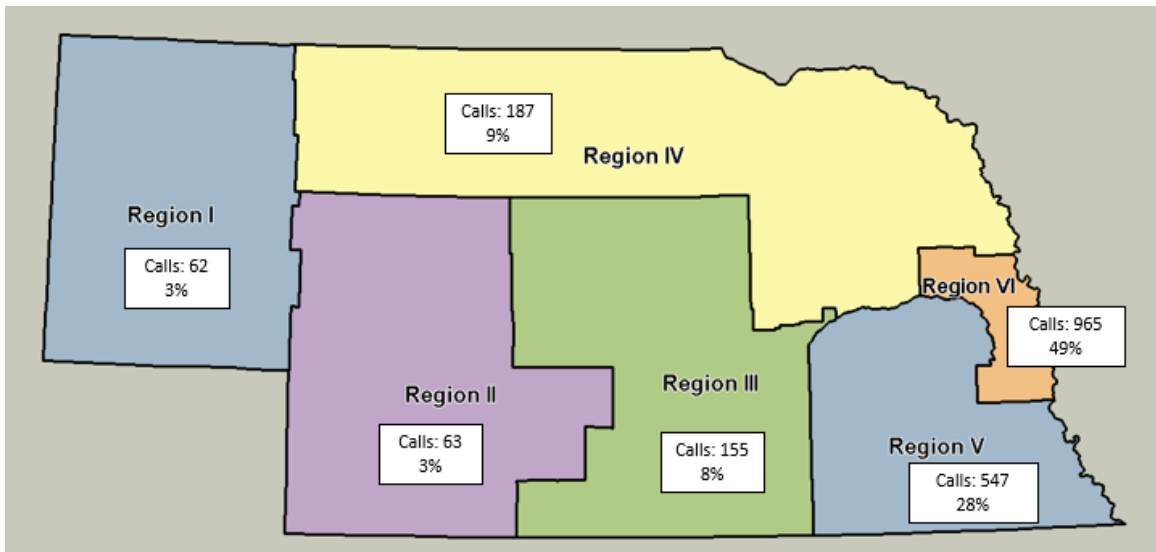 Calls: 187
9%
Region IV
Region I
Calls: 62
3%
Region VI
Calls: 965
49%
Region II
Calls: 63
3%
Region III
Calls: 155
8%
Region V
Calls: 547
28%